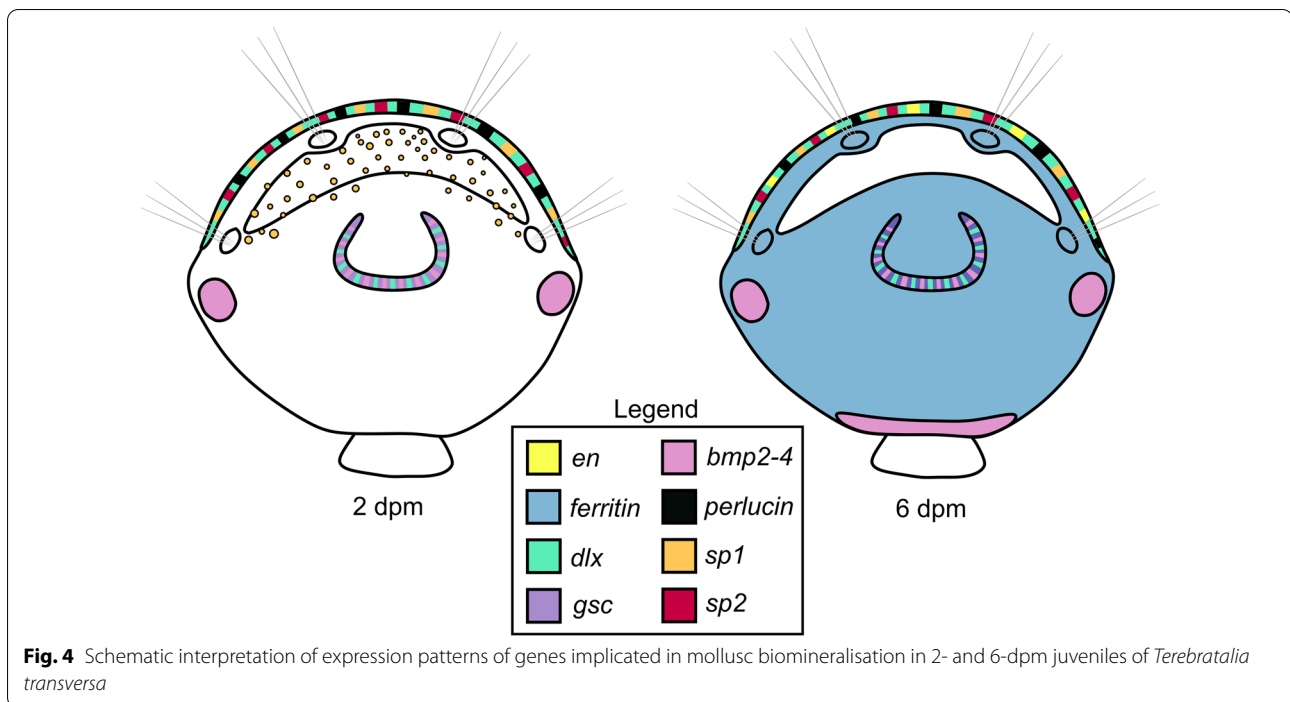 2 dpm
6 dpm
Legend
en
bmp2-4
ferritin
perlucin
dlx
sp1
gsc
sp2
Fig. 4 Schematic interpretation of expression patterns of genes implicated in mollusc biomineralisation in 2- and 6-dpm juveniles of Terebratalia
transversa